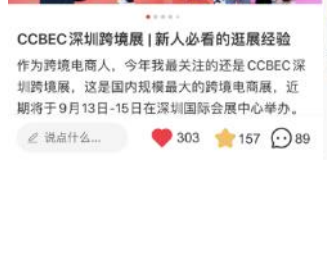 CCBEC深圳跨境展 | 新人必看的逛展经验
作为跨境电商人，今年我最关注的还是CCBEC深
圳跨境展，这是国内规模最大的跨境电商展，近
期将于9月13日-15日在深圳国际会展中心举办。
说点什么... 303 157 89